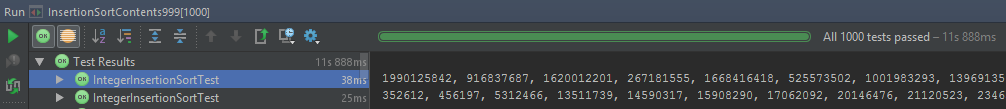 Run InsertionSortContents999[1000]
All 1000 tests passed – 11s 888ms
Test Results 11s 888ms
IntegerInsertionSortTest 38ms
1990125842, 916837687, 1620012201, 267181555, 1668416418, 525573502, 1001983293, 13969135
IntegerInsertionSortTest 25ms
352612, 456197, 5312466, 13511739, 14590317, 15908290, 17062092, 20146476, 21120523, 2346